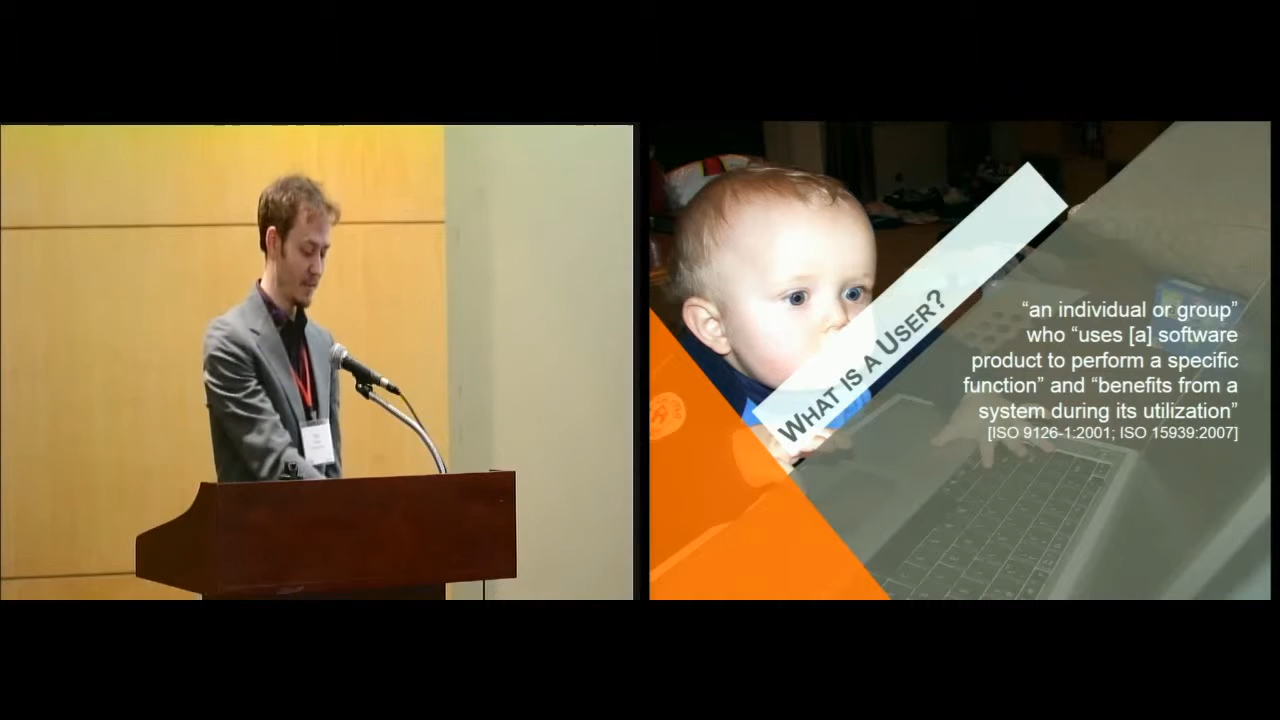 WHAT IS A USER?
“an individual or group”
who “uses [a] software
product to perform a specific
function” and “benefits from a
system during its utilization”
[ISO 9126-1:2001; ISO 15939:2007]